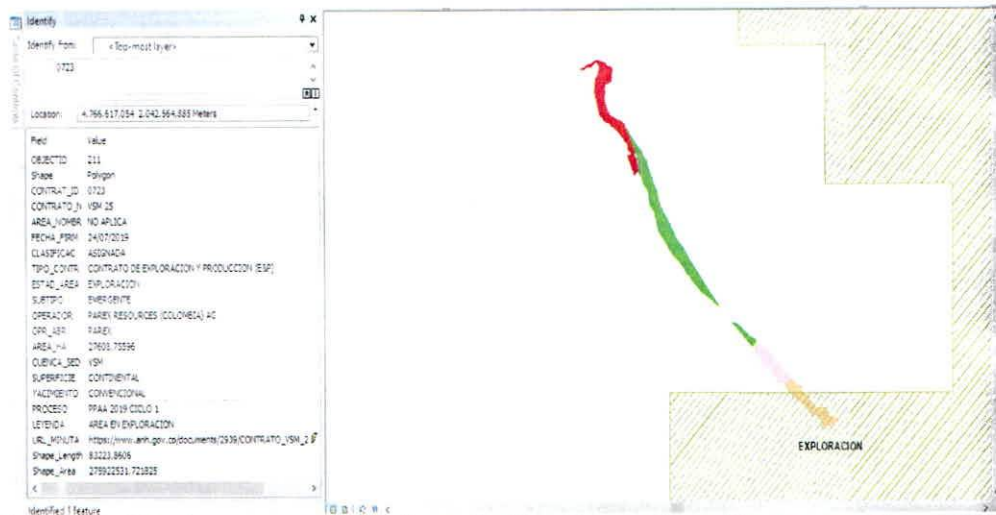 Identify
Identify from: <Top-most layer>
0723
Location: 4.766.617,054 2.042.564,885 Meters
Field Value
OBJECTID 211
Shape Polygon
CONTRAT_ID 0723
CONTRATO_N VSM 25
AREA_NOMBR NO APLICA
FECHA_FIRM 24/07/2019
CLASIFICAC ASIGNADA
TIPO_CONTR CONTRATO DE EXPLORACION Y PRODUCCION (E&P)
ESTAD_AREA EXPLORACION
SUBTIPO EMERGENTE
OPERADOR PAREX RESOURCES (COLOMBIA) AG
OPR_ABR PAREX
AREA_HA
CUENCA_SED VSM
SUPERFICIE CONTINENTAL
YACIMIENTO CONVENCIONAL
PROCESO PPAA 2019 CICLO 1
LEYENDA AREA EN EXPLORACION
URL_MINUTA https://www.anh.gov.co/documents/2939/CONTRATO_VSM_2
Shape_Length 83223,8606
Shape_Area 275922531,721825
Identified 1 feature
EXPLORACION